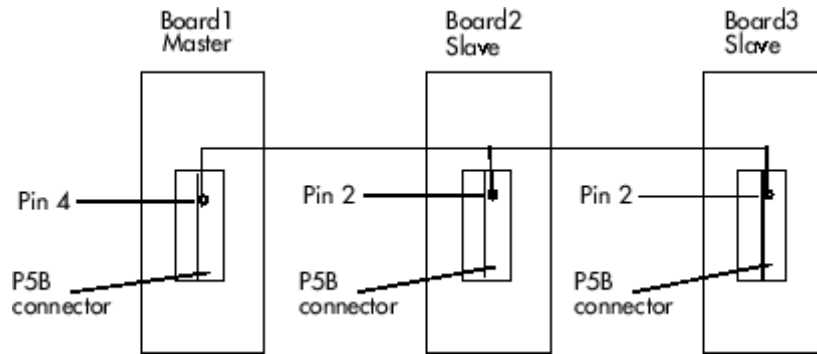 Board1
Master
Board2
Slave
Board3
Slave
Pin 4
Pin 2
Pin 2
P5B
connector
P5B
connector
P5B
connector